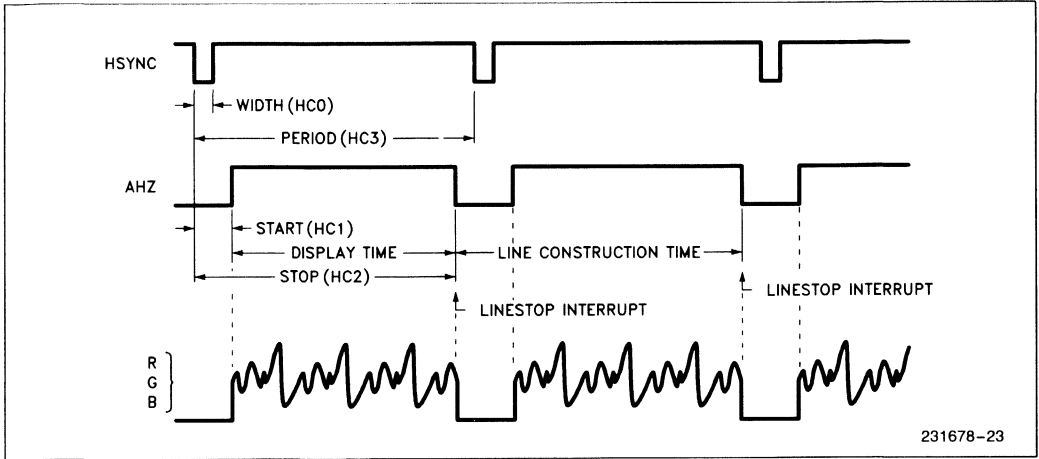 HSYNC
WIDTH (HC0)
PERIOD (HC3)
AHZ
START (HC1)
DISPLAY TIME
LINE CONSTRUCTION TIME
STOP (HC2)
LINESTOP INTERRUPT
LINESTOP INTERRUPT
R
G
B
231678-23